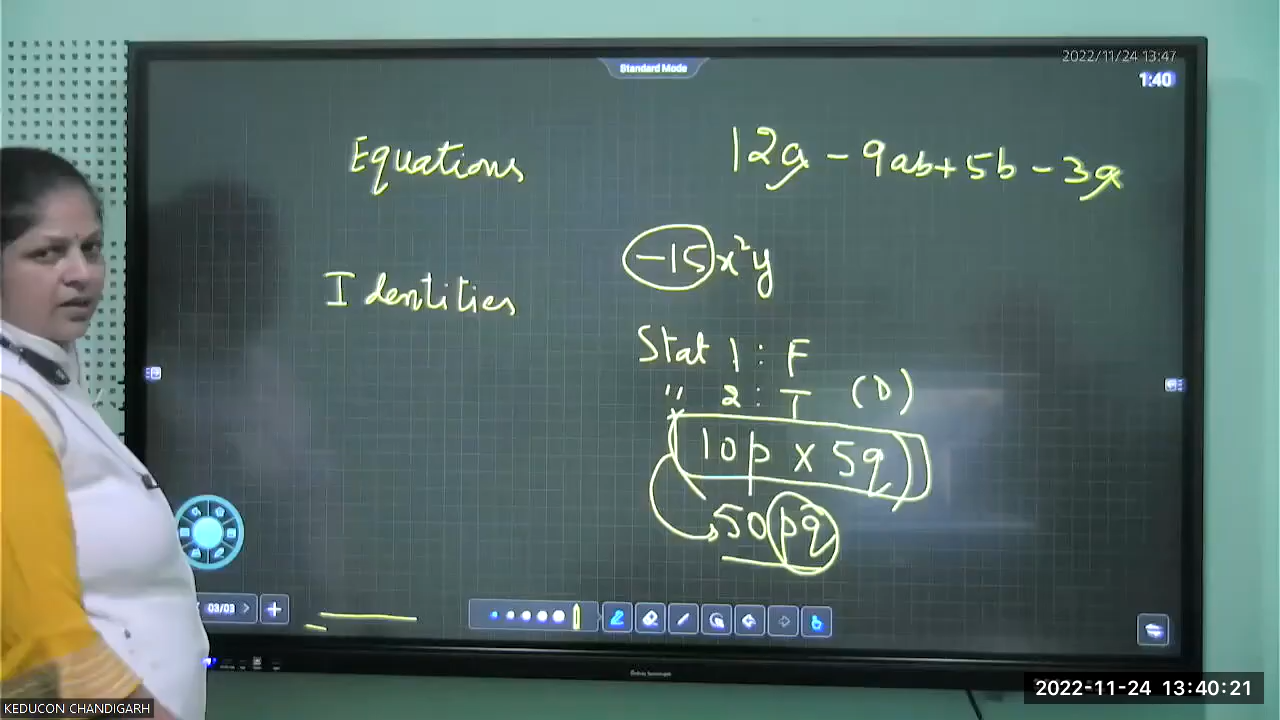 2022/11/24 13:47
Standard Mode
1:40
Equations
12a - 9ab + 5b - 3a
-15x²y
Identities
Stat 1 : F
" 2 : T (D)
10p x 5q
50pq
03/03
2022-11-24 13:40:21
KEDUCON CHANDIGARH